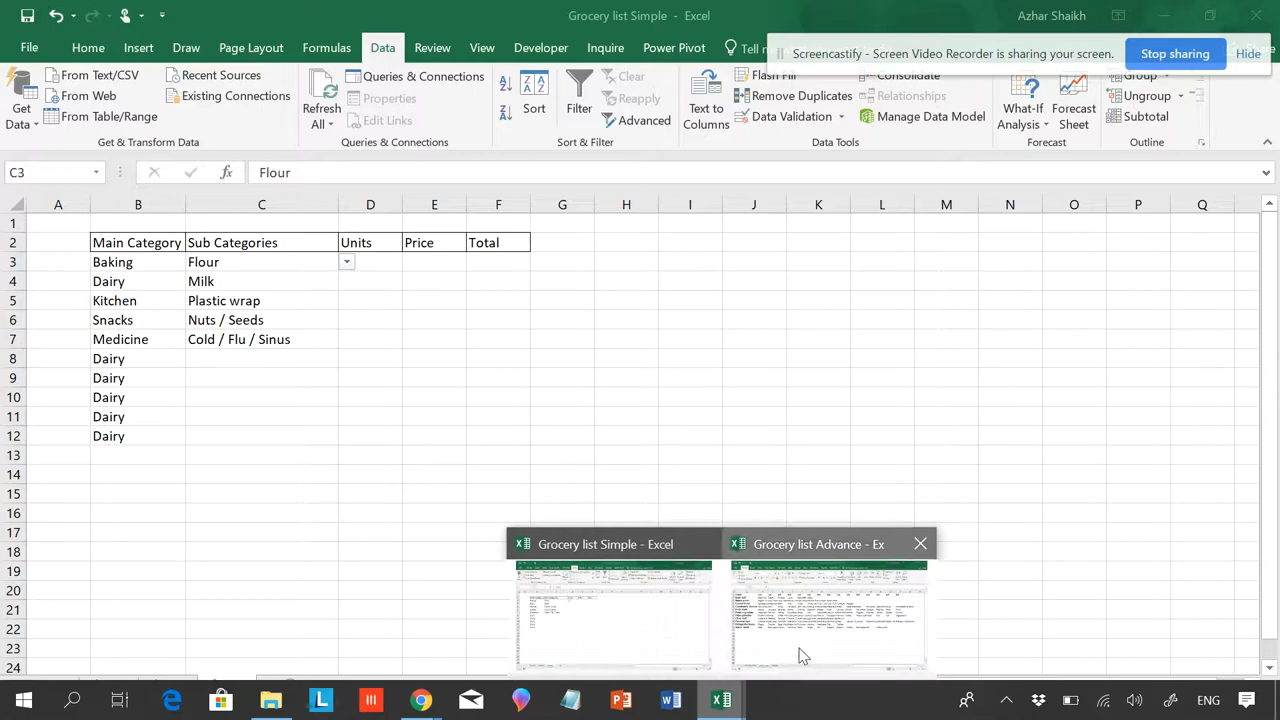 Grocery list Simple - Excel
Azhar Shaikh
File Home Insert Draw Page Layout Formulas Data Review View Developer Inquire Power Pivot Tell
Screencastify - Screen Video Recorder is sharing your screen. Stop sharing Hide
From Text/CSV Recent Sources
From Web Existing Connections
From Table/Range
Get Data
Refresh All
Queries & Connections
Properties
Edit Links
Sort
Filter
Clear
Reapply
Advanced
Text to Columns
Flash Fill
Remove Duplicates
Data Validation
Consolidate
Relationships
Manage Data Model
What-If Analysis
Forecast Sheet
Group
Ungroup
Subtotal
Get & Transform Data Queries & Connections Sort & Filter Data Tools Forecast Outline
C3 fx Flour
A B C D E F G H I J K L M N O P Q
1
2 Main Category Sub Categories Units Price Total
3 Baking Flour
4 Dairy Milk
5 Kitchen Plastic wrap
6 Snacks Nuts / Seeds
7 Medicine Cold / Flu / Sinus
8 Dairy
9 Dairy
10 Dairy
11 Dairy
12 Dairy
13
14
15
16
17
18
19
20
21
22
23
24
Grocery list Simple - Excel Grocery list Advance - Ex
ENG